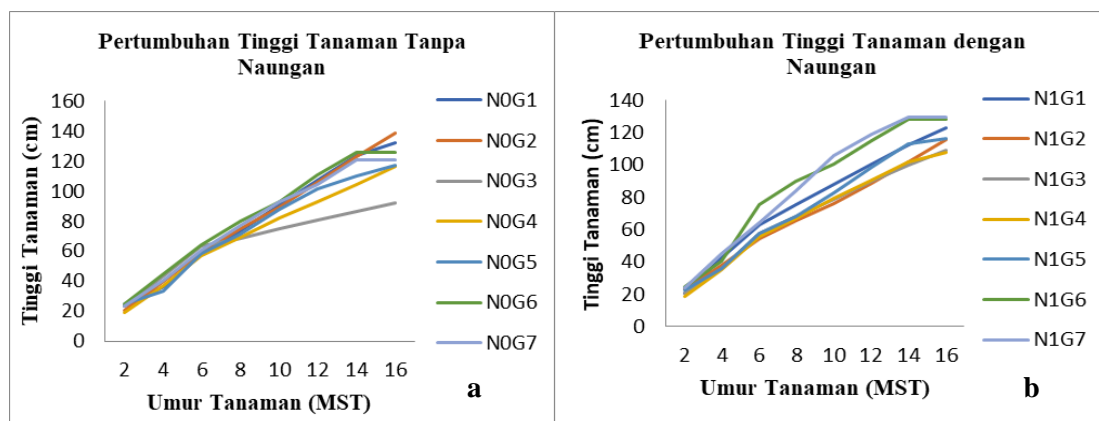 Pertumbuhan Tinggi Tanaman Tanpa
Naungan
Tinggi Tanaman (cm)
160
140
120
100
80
60
40
20
0
2 4 6 8 10 12 14 16
Umur Tanaman (MST)
N0G1
N0G2
N0G3
N0G4
N0G5
N0G6
N0G7
a
Pertumbuhan Tinggi Tanaman dengan
Naungan
Tinggi Tanaman (cm)
140
120
100
80
60
40
20
0
2 4 6 8 10 12 14 16
Umur Tanaman (MST)
N1G1
N1G2
N1G3
N1G4
N1G5
N1G6
N1G7
b